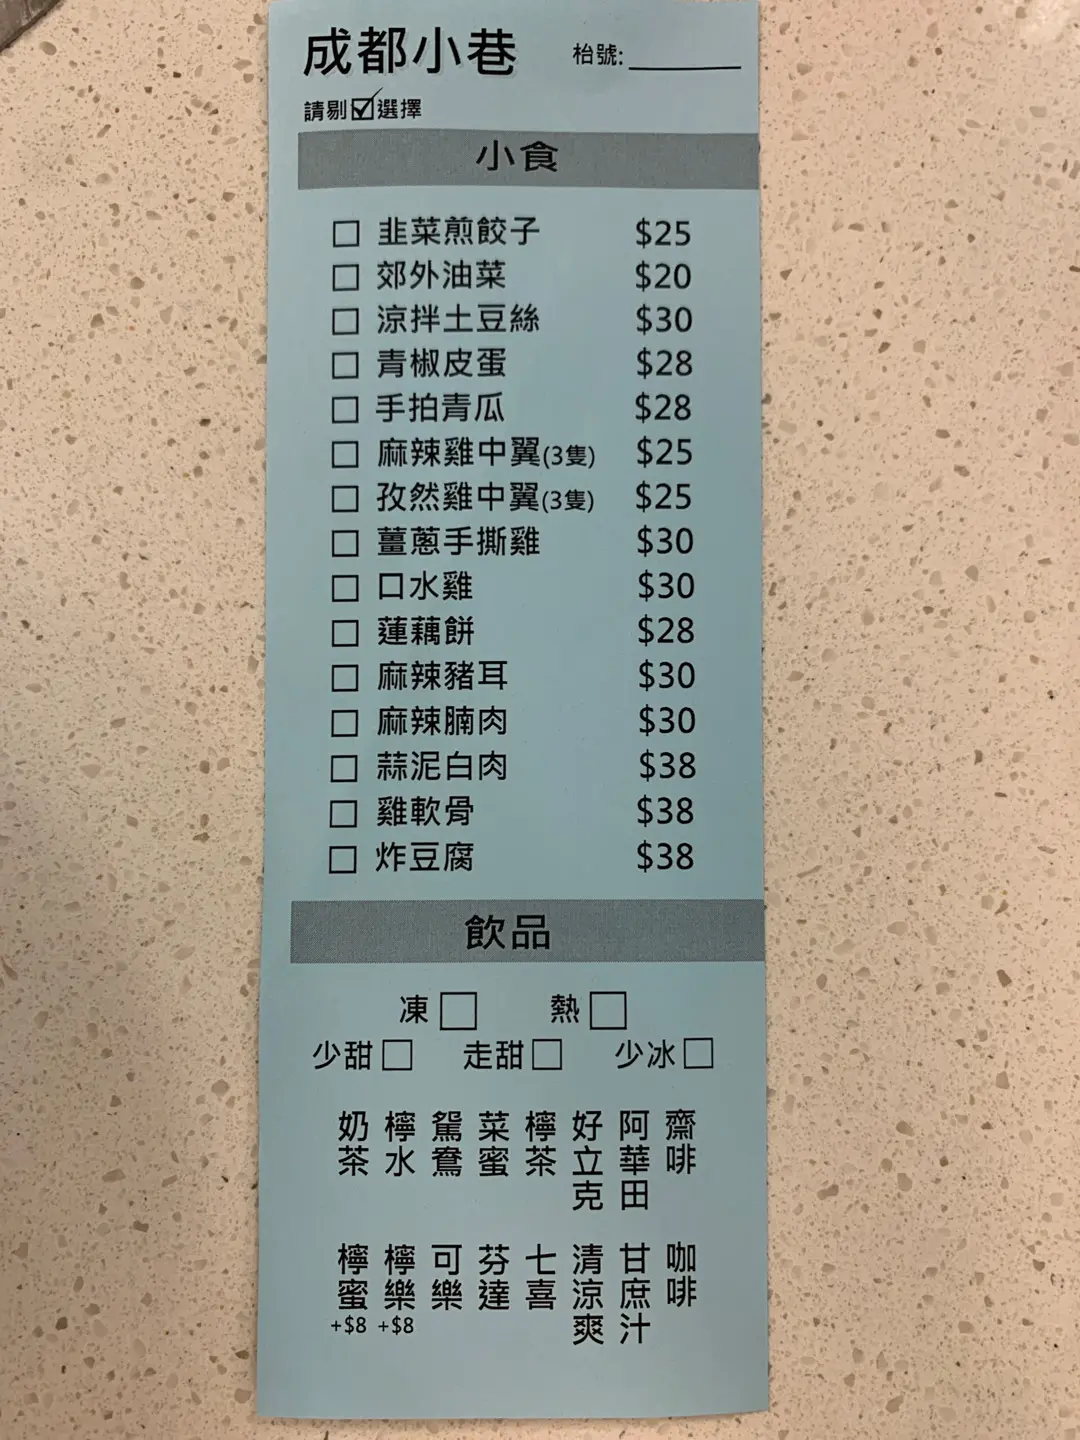 成都小巷
枱號:
請剔☑選擇
小食
☐ 韭菜煎餃子 $25
☐ 郊外油菜 $20
☐ 涼拌土豆絲 $30
☐ 青椒皮蛋 $28
☐ 手拍青瓜 $28
☐ 麻辣雞中翼(3隻) $25
☐ 孜然雞中翼(3隻) $25
☐ 薑蔥手撕雞 $30
☐ 口水雞 $30
☐ 蓮藕餅 $28
☐ 麻辣豬耳 $30
☐ 麻辣腩肉 $30
☐ 蒜泥白肉 $38
☐ 雞軟骨 $38
☐ 炸豆腐 $38
飲品
凍☐ 熱☐
少甜☐ 走甜☐ 少冰☐
齋啡
阿華田
好立克
檸茶
菜蜜
鴛鴦
檸水
奶茶
咖啡
甘庶汁
清涼爽
七喜
芬達
可樂
檸樂 +$8
檸蜜 +$8